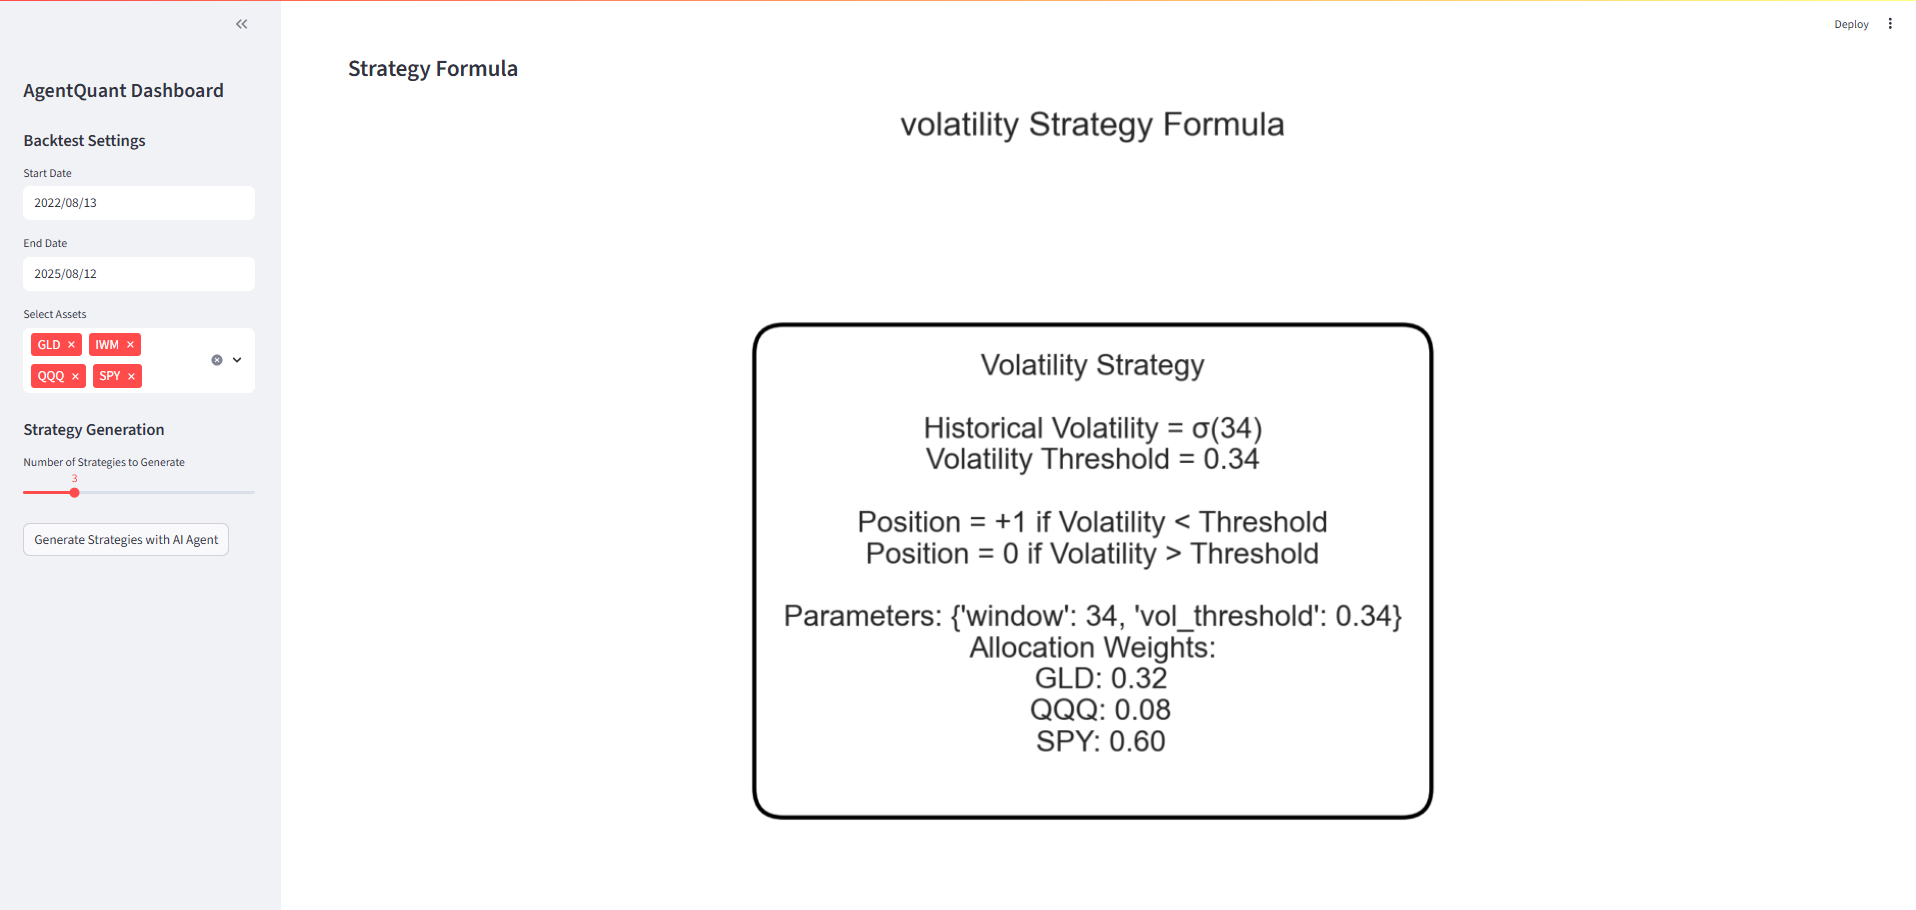 AgentQuant Dashboard
Backtest Settings
Start Date
2022/08/13
End Date
2025/08/12
Select Assets
GLD × IWM ×
QQQ × SPY ×
Strategy Generation
Number of Strategies to Generate
3
Generate Strategies with AI Agent
Deploy
Strategy Formula
volatility Strategy Formula
Volatility Strategy
Historical Volatility = σ(34)
Volatility Threshold = 0.34
Position = +1 if Volatility < Threshold
Position = 0 if Volatility > Threshold
Parameters: {'window': 34, 'vol_threshold': 0.34}
Allocation Weights:
GLD: 0.32
QQQ: 0.08
SPY: 0.60